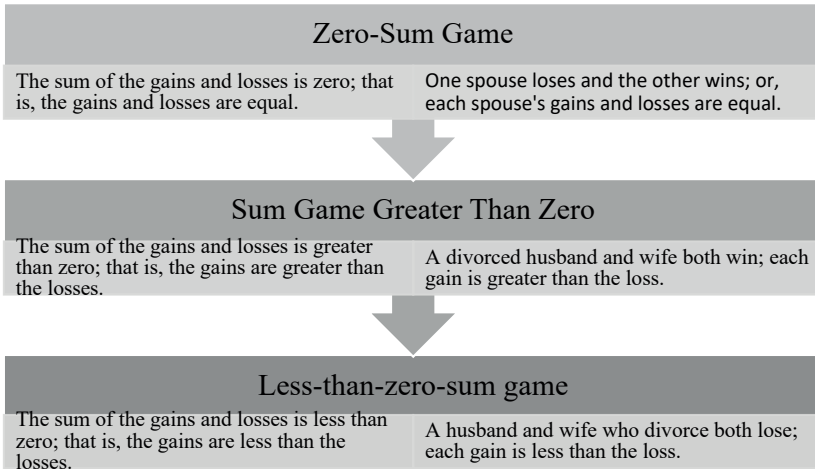 Zero-Sum Game
The sum of the gains and losses is zero; that
is, the gains and losses are equal.
One spouse loses and the other wins; or,
each spouse's gains and losses are equal.
Sum Game Greater Than Zero
The sum of the gains and losses is greater
than zero; that is, the gains are greater than
the losses.
A divorced husband and wife both win; each
gain is greater than the loss.
Less-than-zero-sum game
The sum of the gains and losses is less than
zero; that is, the gains are less than the
losses.
A husband and wife who divorce both lose;
each gain is less than the loss.